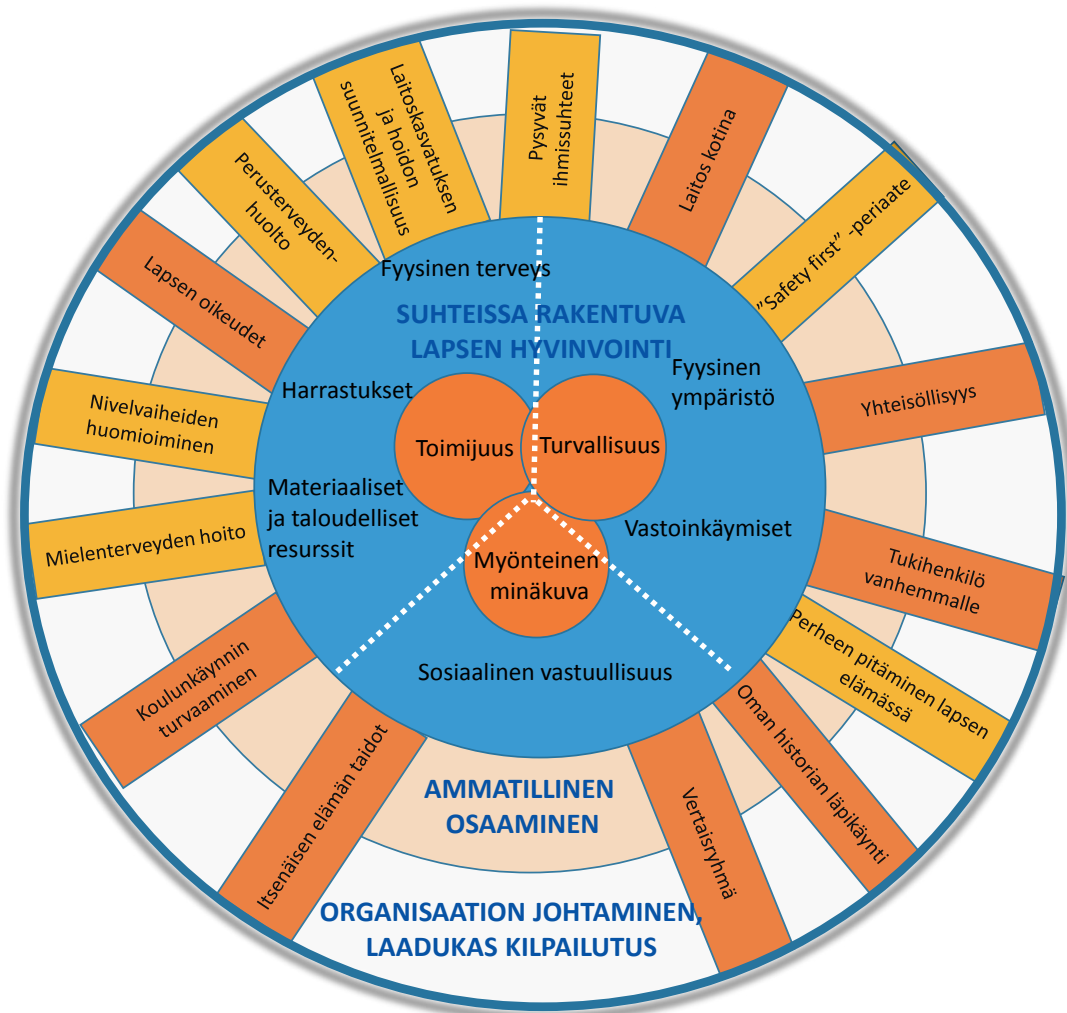 Pysyvät
ihmissuhteet
Laitos kotina
”Safety first” -periaate
Yhteisöllisyys
Tukihenkilö
vanhemmalle
Perheen pitäminen lapsen
elämässä
Oman historian läpikäynti
Vertaisryhmä
Itsenäisen elämän taidot
Koulunkäynnin
turvaaminen
Mielenterveyden hoito
Nivelvaiheiden
huomioiminen
Lapsen oikeudet
Perusterveyden-
huolto
Laitoskasvatuksen
ja hoidon
suunnitelmallisuus
Fyysinen terveys
SUHTEISSA RAKENTUVA
LAPSEN HYVINVOINTI
Harrastukset
Fyysinen
ympäristö
Toimijuus
Turvallisuus
Materiaaliset
ja taloudelliset
resurssit
Vastoinkäymiset
Myönteinen
minäkuva
Sosiaalinen vastuullisuus
AMMATILLINEN
OSAAMINEN
ORGANISAATION JOHTAMINEN,
LAADUKAS KILPAILUTUS